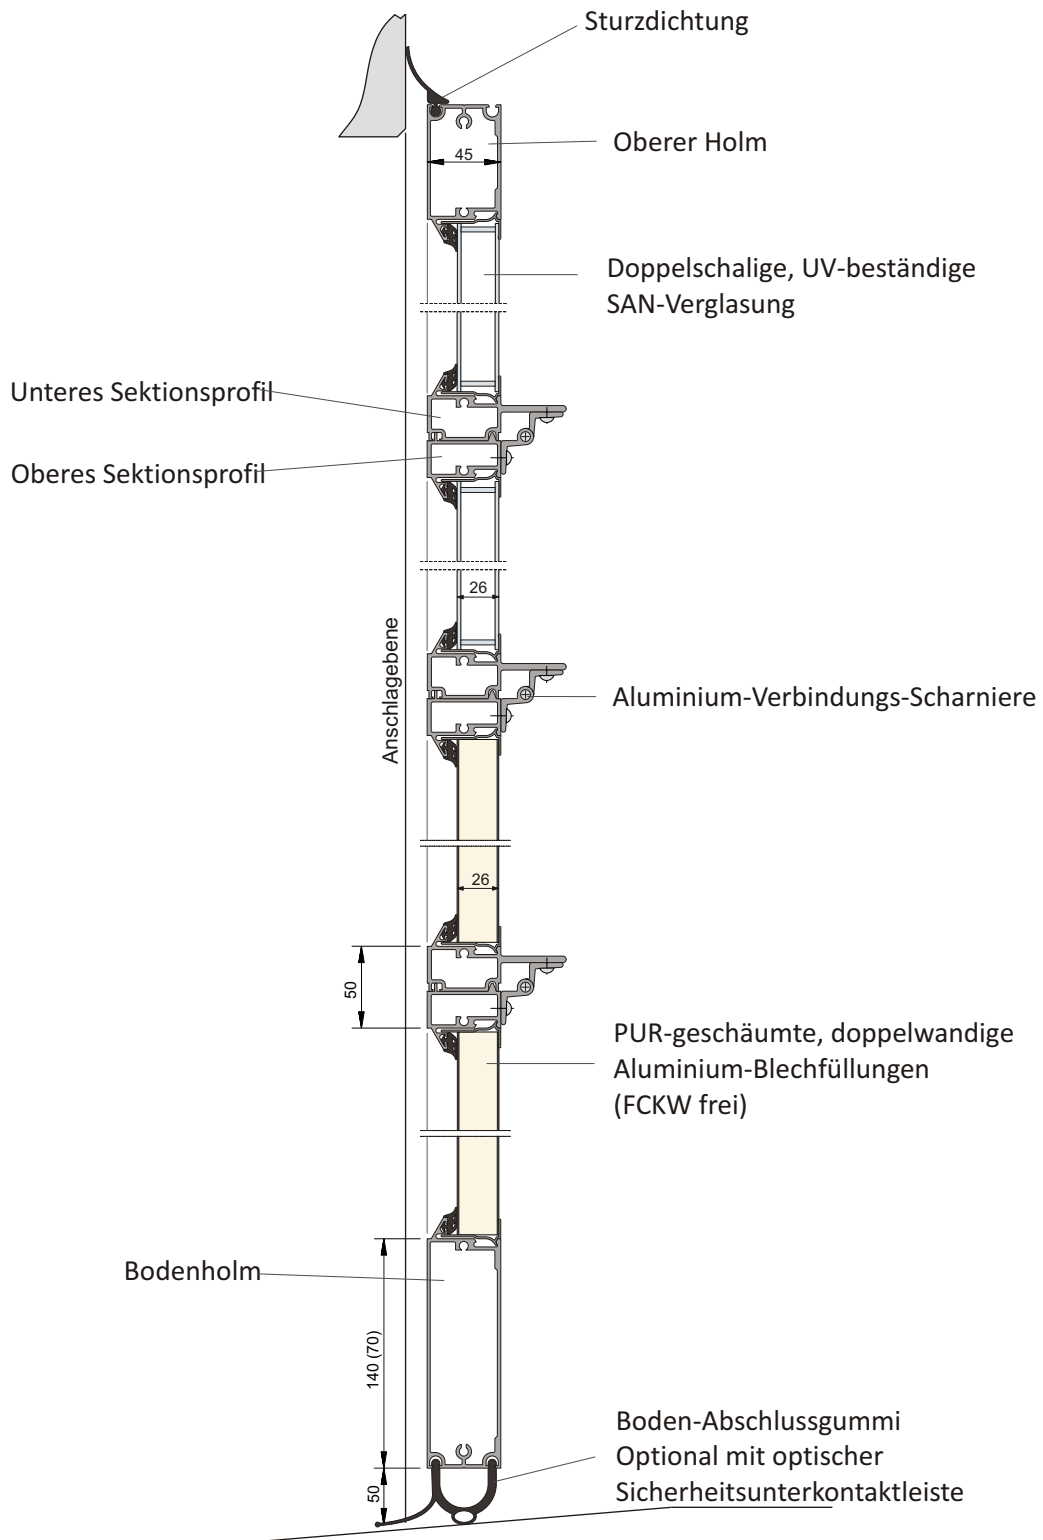 Sturzdichtung
Oberer Holm
45
Doppelschalige, UV-beständige
SAN-Verglasung
Unteres Sektionsprofil
Oberes Sektionsprofil
26
Anschlagebene
Aluminium-Verbindungs-Scharniere
26
50
PUR-geschäumte, doppelwandige
Aluminium-Blechfüllungen
(FCKW frei)
Bodenholm
140 (70)
Boden-Abschlussgummi
Optional mit optischer
Sicherheitsunterkontaktleiste
50